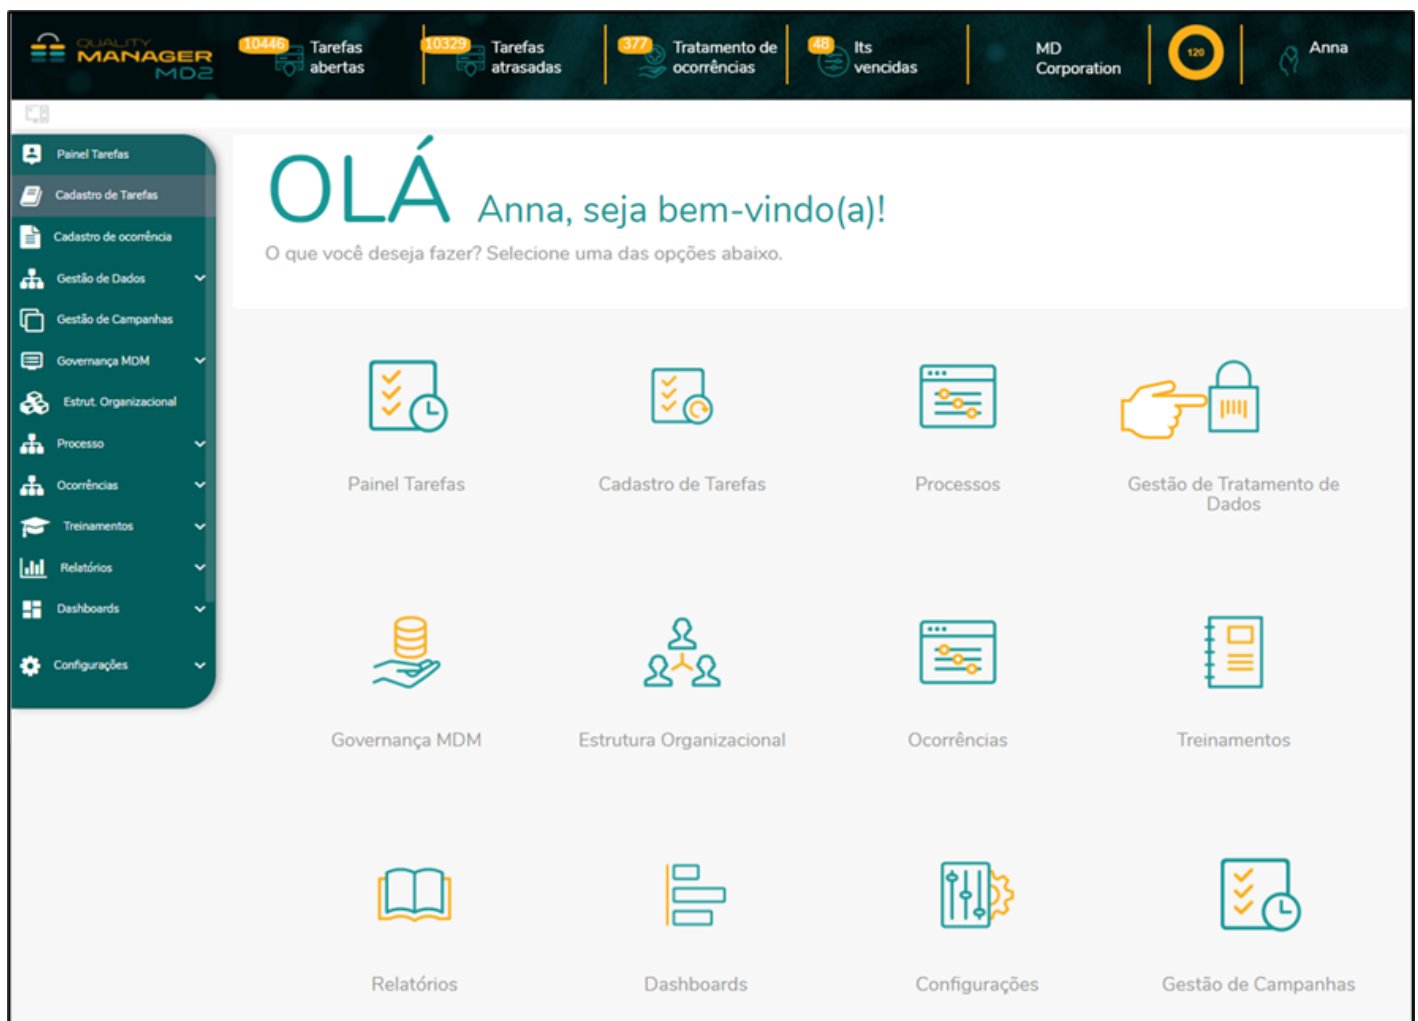 QUALITY
MANAGER
MD2
10446
Tarefas
abertas
10329
Tarefas
atrasadas
377
Tratamento de
ocorrências
48
Its
vencidas
MD
Corporation
120
Anna
Painel Tarefas
Cadastro de Tarefas
Cadastro de ocorrência
Gestão de Dados
Gestão de Campanhas
Governança MDM
Estrut. Organizacional
Processo
Ocorrências
Treinamentos
Relatórios
Dashboards
Configurações
OLÁ Anna, seja bem-vindo(a)!
O que você deseja fazer? Selecione uma das opções abaixo.
Painel Tarefas
Cadastro de Tarefas
Processos
Gestão de Tratamento de
Dados
Governança MDM
Estrutura Organizacional
Ocorrências
Treinamentos
Relatórios
Dashboards
Configurações
Gestão de Campanhas